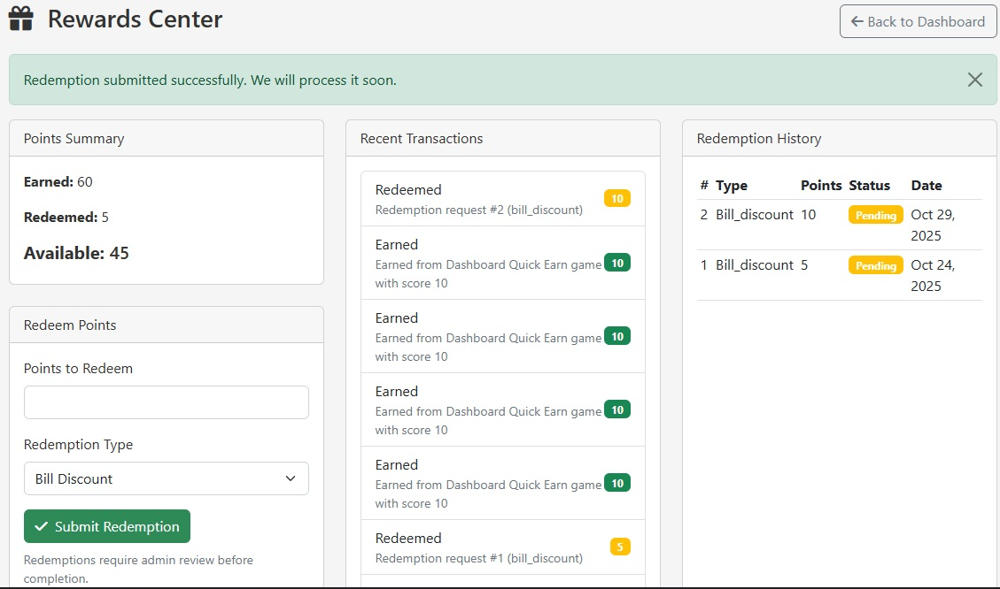 Rewards Center
Back to Dashboard
Redemption submitted successfully. We will process it soon.
Points Summary
Earned: 60
Redeemed: 5
Available: 45
Redeem Points
Points to Redeem
Redemption Type
Bill Discount
Submit Redemption
Redemptions require admin review before
completion.
Recent Transactions
Redeemed
Redemption request #2 (bill_discount)
10
Earned
Earned from Dashboard Quick Earn game
with score 10
10
Earned
Earned from Dashboard Quick Earn game
with score 10
10
Earned
Earned from Dashboard Quick Earn game
with score 10
10
Earned
Earned from Dashboard Quick Earn game
with score 10
10
Redeemed
Redemption request #1 (bill_discount)
5
Redemption History
# Type Points Status Date
2 Bill_discount 10 Pending Oct 29,
2025
1 Bill_discount 5 Pending Oct 24,
2025